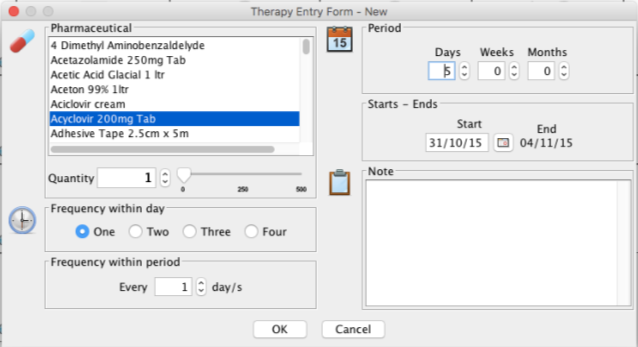 Therapy Entry Form - New
Pharmaceutical
4 Dimethyl Aminobenzaldelyde
Acetazolamide 250mg Tab
Acetic Acid Glacial 1 ltr
Aceton 99% 1ltr
Aciclovir cream
Acyclovir 200mg Tab
Adhesive Tape 2.5cm x 5m
Quantity 1
0 250 500
Frequency within day
One Two Three Four
Frequency within period
Every 1 day/s
15
Period
Days Weeks Months
5 0 0
Starts - Ends
Start End
31/10/15 04/11/15
Note
OK Cancel